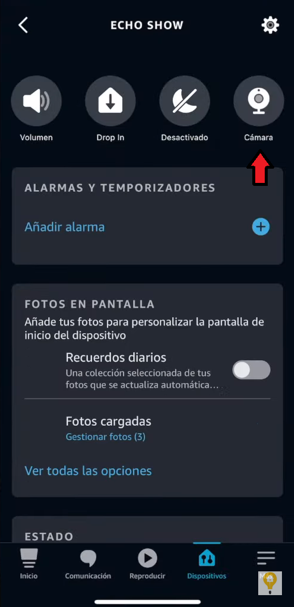 ECHO SHOW
Volumen
Drop In
Desactivado
Cámara
ALARMAS Y TEMPORIZADORES
Añadir alarma
FOTOS EN PANTALLA
Añade tus fotos para personalizar la pantalla de
inicio del dispositivo
Recuerdos diarios
Una colección seleccionada de tus
fotos que se actualiza automática...
Fotos cargadas
Gestionar fotos (3)
Ver todas las opciones
ESTADO
Inicio
Comunicación
Reproducir
Dispositivos